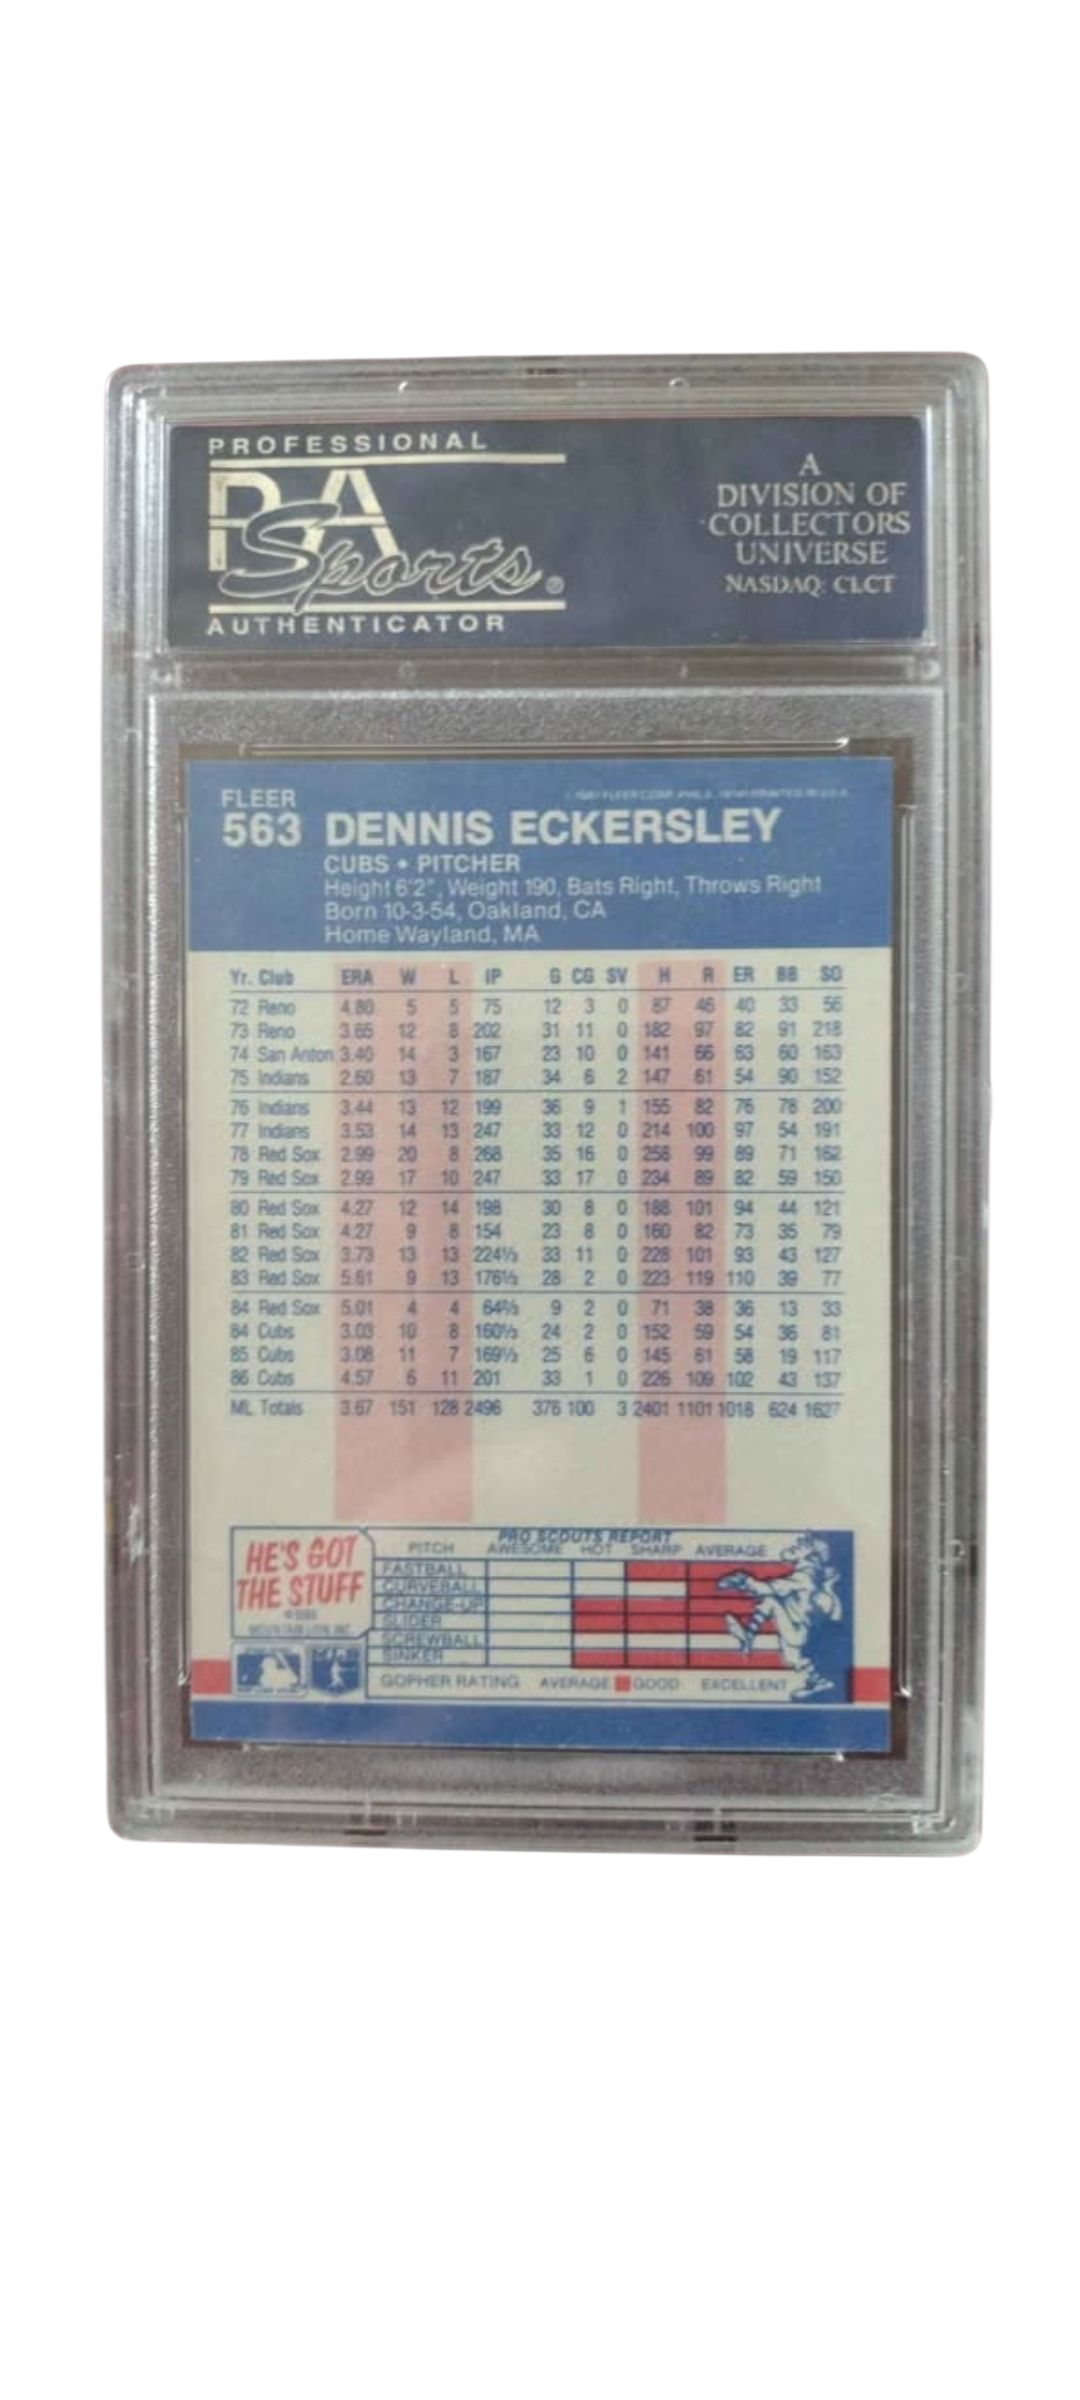 PROFESSIONAL
PSA
Sports®
AUTHENTICATOR
A
DIVISION OF
COLLECTORS
UNIVERSE
NASDAQ: CLCT
FLEER
563 DENNIS ECKERSLEY
CUBS • PITCHER
Height 6'2", Weight 190, Bats Right, Throws Right
Born 10-3-54, Oakland, CA
Home Wayland, MA
Yr. Club ERA W L IP G CG SV H R ER BB SO
72 Reno 4.80 5 5 75 12 3 0 87 46 40 33 56
73 Reno 3.65 12 8 202 31 11 0 182 97 82 91 218
74 San Anton 3.40 14 3 167 23 10 0 141 66 63 60 163
75 Indians 2.60 13 7 187 34 6 2 147 61 54 90 152
76 Indians 3.44 13 12 199 36 9 1 155 82 76 78 200
77 Indians 3.53 14 13 247 33 12 0 214 100 97 54 191
78 Red Sox 2.99 20 8 268 35 16 0 258 99 89 71 162
79 Red Sox 2.99 17 10 247 33 17 0 234 89 82 59 150
80 Red Sox 4.27 12 14 198 30 8 0 188 101 94 44 121
81 Red Sox 4.27 9 8 154 23 8 0 160 82 73 35 79
82 Red Sox 3.73 13 13 224⅓ 33 11 0 228 101 93 43 127
83 Red Sox 5.61 9 13 176⅓ 28 2 0 223 119 110 39 77
84 Red Sox 5.01 4 4 64⅔ 9 2 0 71 38 36 13 33
84 Cubs 3.03 10 8 160⅓ 24 2 0 152 59 54 36 81
85 Cubs 3.08 11 7 169⅓ 25 6 0 145 61 58 19 117
86 Cubs 4.57 6 11 201 33 1 0 226 109 102 43 137
ML Totals 3.67 151 128 2496 376 100 3 2401 1101 1018 624 1627
HE'S GOT
THE STUFF
MOUNTAIN LION, INC.
PRO SCOUTS REPORT
PITCH AWESOME HOT SHARP AVERAGE
FASTBALL
CURVEBALL
CHANGE-UP
SLIDER
SCREWBALL
SINKER
GOPHER RATING AVERAGE GOOD EXCELLENT